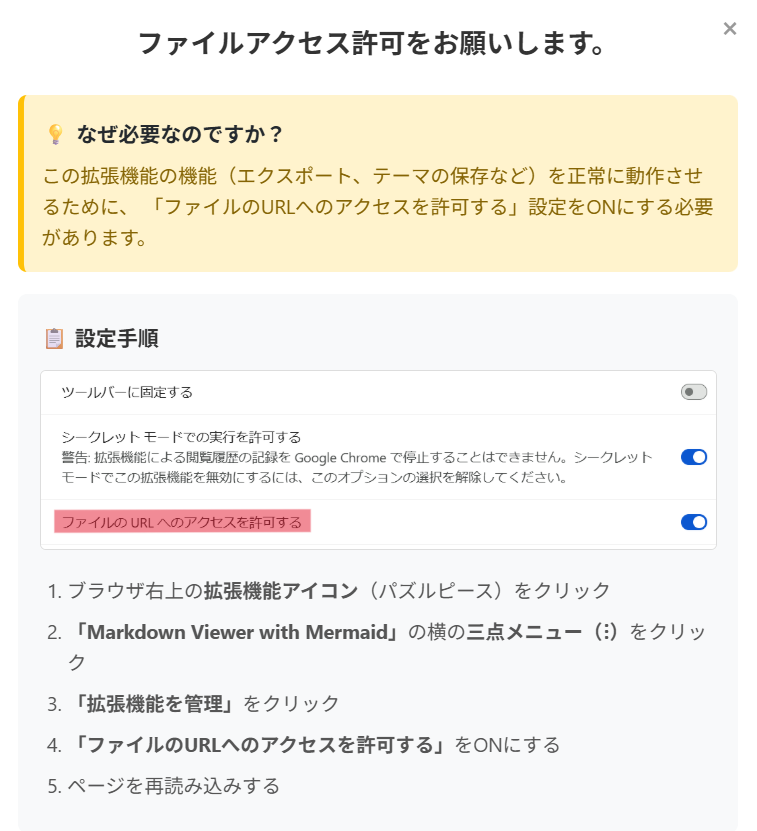 ファイルアクセス許可をお願いします。
×
💡 なぜ必要なのですか？
この拡張機能の機能（エクスポート、テーマの保存など）を正常に動作させ
るために、 「ファイルのURLへのアクセスを許可する」設定をONにする必要
があります。
📋 設定手順
ツールバーに固定する
シークレット モードでの実行を許可する
警告: 拡張機能による閲覧履歴の記録を Google Chrome で停止することはできません。シークレット
モードでこの拡張機能を無効にするには、このオプションの選択を解除してください。
ファイルの URL へのアクセスを許可する
1. ブラウザ右上の拡張機能アイコン（パズルピース）をクリック
2. 「Markdown Viewer with Mermaid」の横の三点メニュー（⋮）をクリッ
ク
3. 「拡張機能を管理」をクリック
4. 「ファイルのURLへのアクセスを許可する」をONにする
5. ページを再読み込みする